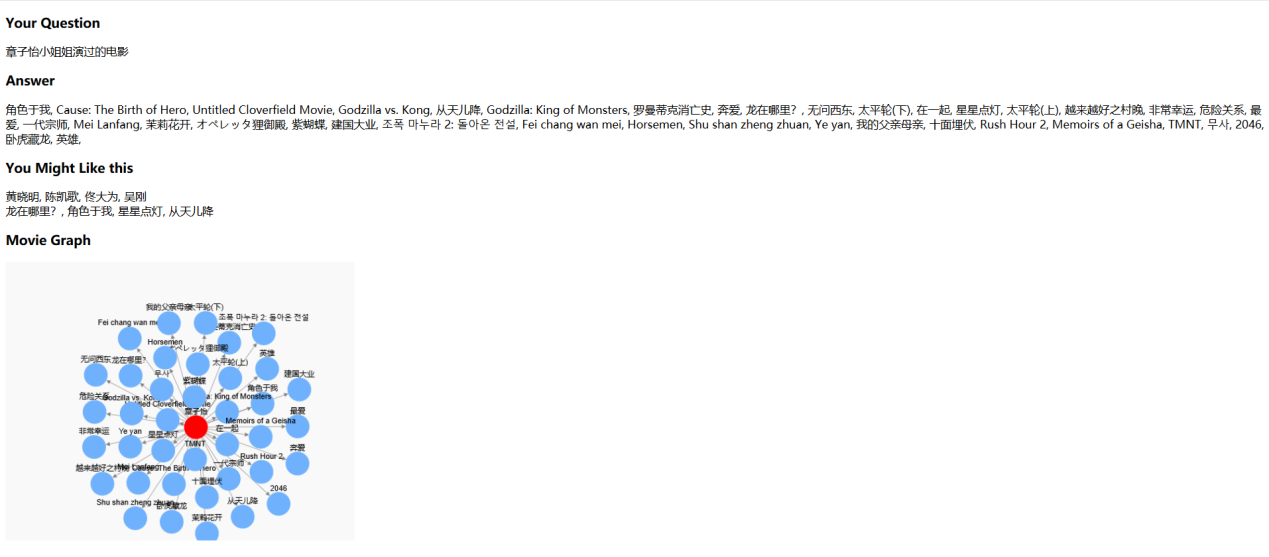 Your Question
章子怡小姐姐演过的电影
Answer
角色于我, Cause: The Birth of Hero, Untitled Cloverfield Movie, Godzilla vs. Kong, 从天儿降, Godzilla: King of Monsters, 罗曼蒂克消亡史, 奔爱, 龙在哪里？, 无问西东, 太平轮(下), 在一起, 星星点灯, 太平轮(上), 越来越好之村晚, 非常幸运, 危险关系, 最
爱, 一代宗师, Mei Lanfang, 茉莉花开, オペレッタ狸御殿, 紫蝴蝶, 建国大业, 조폭 마누라 2: 돌아온 전설, Fei chang wan mei, Horsemen, Shu shan zheng zhuan, Ye yan, 我的父亲母亲, 十面埋伏, Rush Hour 2, Memoirs of a Geisha, TMNT, 무사, 2046,
卧虎藏龙, 英雄,
You Might Like this
黄晓明, 陈凯歌, 佟大为, 吴刚
龙在哪里？, 角色于我, 星星点灯, 从天儿降
Movie Graph
我的父亲母亲 太平轮(下)
조폭 마누라 2: 돌아온 전설
Fei chang wan me
蒂克消亡史
Horsemen
オペレッタ狸御殿
英雄
无问西东
龙在哪里?
太平轮(上)
무사
紫蝴蝶
建国大业
角色于我
危险关系
Godzilla vs. Ko
a: King of Monsters
章子怡
最爱
Memoirs of a Geisha
非常幸运
Ye yan
星星点灯
在一起
TMNT
奔爱
Rush Hour 2
越来越好之村晚
Mei Lanfang
The Birth
一代宗师
十面埋伏
2046
Shu shan zheng zhuan
卧虎藏龙
从天儿降
茉莉花开